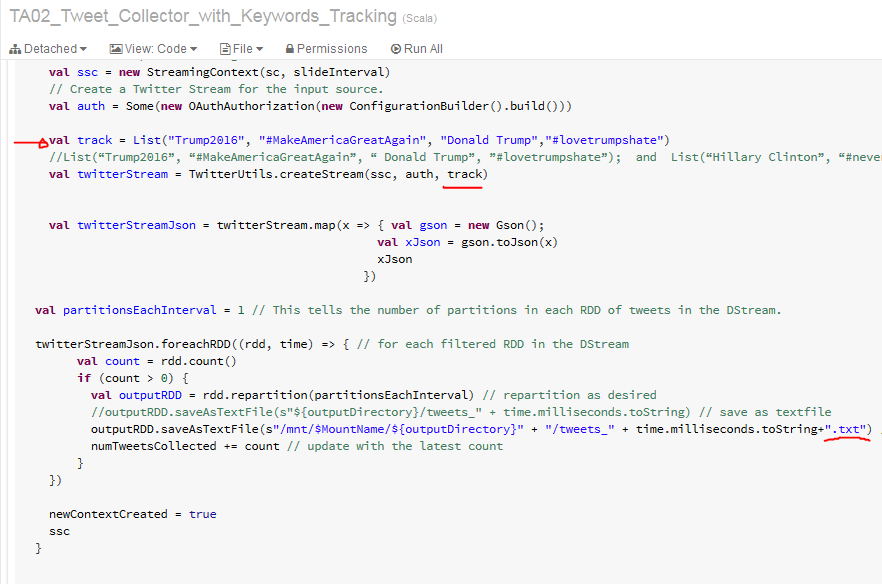 TA02_Tweet_Collector_with_Keywords_Tracking (Scala)
Detached View: Code File Permissions Run All
val ssc = new StreamingContext(sc, slideInterval)
// Create a Twitter Stream for the input source.
val auth = Some(new OAuthAuthorization(new ConfigurationBuilder().build()))
val track = List("Trump2016", "#MakeAmericaGreatAgain", "Donald Trump","#lovetrumpshate")
//List(“Trump2016”, “#MakeAmericaGreatAgain”, “ Donald Trump”, ”#lovetrumpshate”);  and  List(“Hillary Clinton”, “#never
val twitterStream = TwitterUtils.createStream(ssc, auth, track)
val twitterStreamJson = twitterStream.map(x => { val gson = new Gson();
val xJson = gson.toJson(x)
xJson
})
val partitionsEachInterval = 1 // This tells the number of partitions in each RDD of tweets in the DStream.
twitterStreamJson.foreachRDD((rdd, time) => { // for each filtered RDD in the DStream
val count = rdd.count()
if (count > 0) {
val outputRDD = rdd.repartition(partitionsEachInterval) // repartition as desired
//outputRDD.saveAsTextFile(s"${outputDirectory}/tweets_" + time.milliseconds.toString) // save as textfile
outputRDD.saveAsTextFile(s"/mnt/$MountName/${outputDirectory}" + "/tweets_" + time.milliseconds.toString+".txt")
numTweetsCollected += count // update with the latest count
}
})
newContextCreated = true
ssc
}